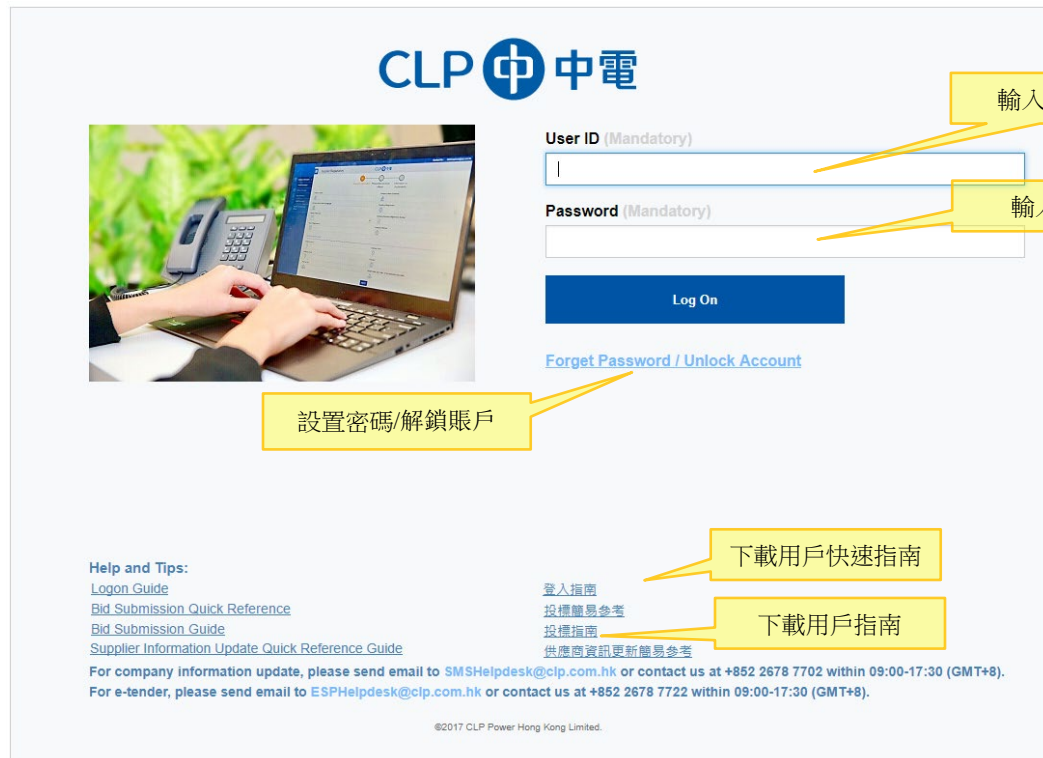 CLP 中電
輸入
User ID (Mandatory)
Password (Mandatory)
輸入
Log On
Forget Password / Unlock Account
設置密碼/解鎖賬戶
下載用戶快速指南
Help and Tips:
Logon Guide
登入指南
Bid Submission Quick Reference
投標簡易參考
Bid Submission Guide
投標指南
下載用戶指南
Supplier Information Update Quick Reference Guide
供應商資訊更新簡易參考
For company information update, please send email to SMSHelpdesk@clp.com.hk or contact us at +852 2678 7702 within 09:00-17:30 (GMT+8).
For e-tender, please send email to ESPHelpdesk@clp.com.hk or contact us at +852 2678 7722 within 09:00-17:30 (GMT+8).
©2017 CLP Power Hong Kong Limited.